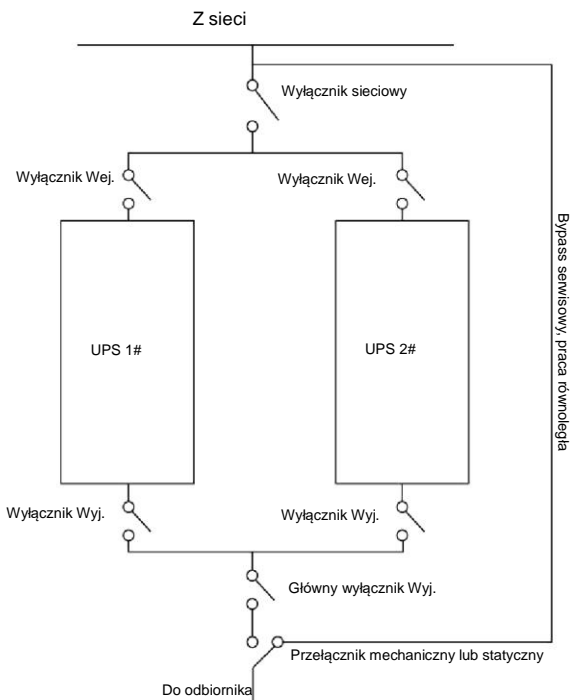 Z sieci
Wyłącznik sieciowy
Wyłącznik Wej.
Wyłącznik Wej.
Bypass serwisowy, praca równoległa
UPS 1#
UPS 2#
Wyłącznik Wyj.
Wyłącznik Wyj.
Główny wyłącznik Wyj.
Przełącznik mechaniczny lub statyczny
Do odbiornika